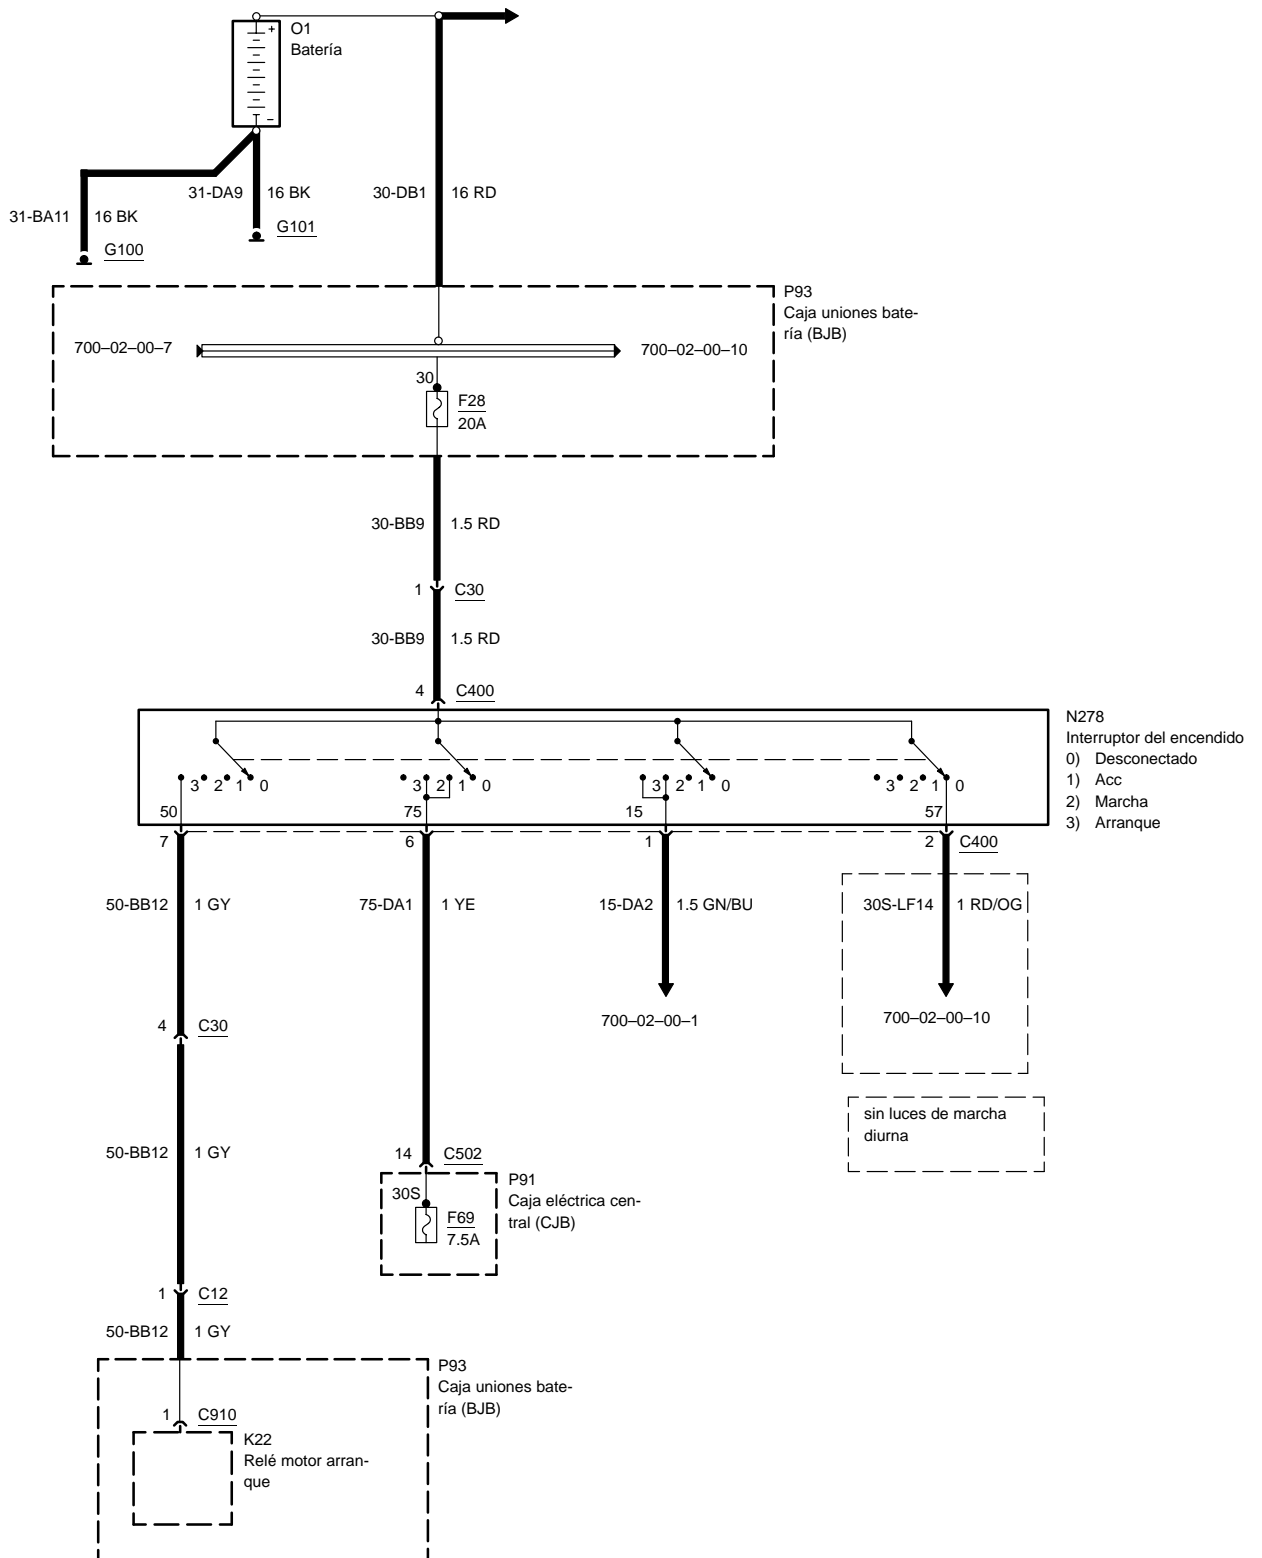 O1
Batería
+
−
31-DA9 16 BK
30-DB1 16 RD
31-BA11 16 BK
G101
G100
P93
Caja uniones bate-
ría (BJB)
700–02–00–7
700–02–00–10
30
F28
20A
30-BB9 1.5 RD
1 C30
30-BB9 1.5 RD
4 C400
N278
Interruptor del encendido
0) Desconectado
1) Acc
2) Marcha
3) Arranque
3 2 1 0
3 2 1 0
3 2 1 0
3 2 1 0
50
75
15
57
7
6
1
2 C400
50-BB12 1 GY
75-DA1 1 YE
15-DA2 1.5 GN/BU
30S-LF14 1 RD/OG
700–02–00–1
700–02–00–10
4 C30
sin luces de marcha
diurna
50-BB12 1 GY
14 C502
P91
Caja eléctrica cen-
tral (CJB)
30S
F69
7.5A
1 C12
50-BB12 1 GY
P93
Caja uniones bate-
ría (BJB)
1 C910
K22
Relé motor arran-
que